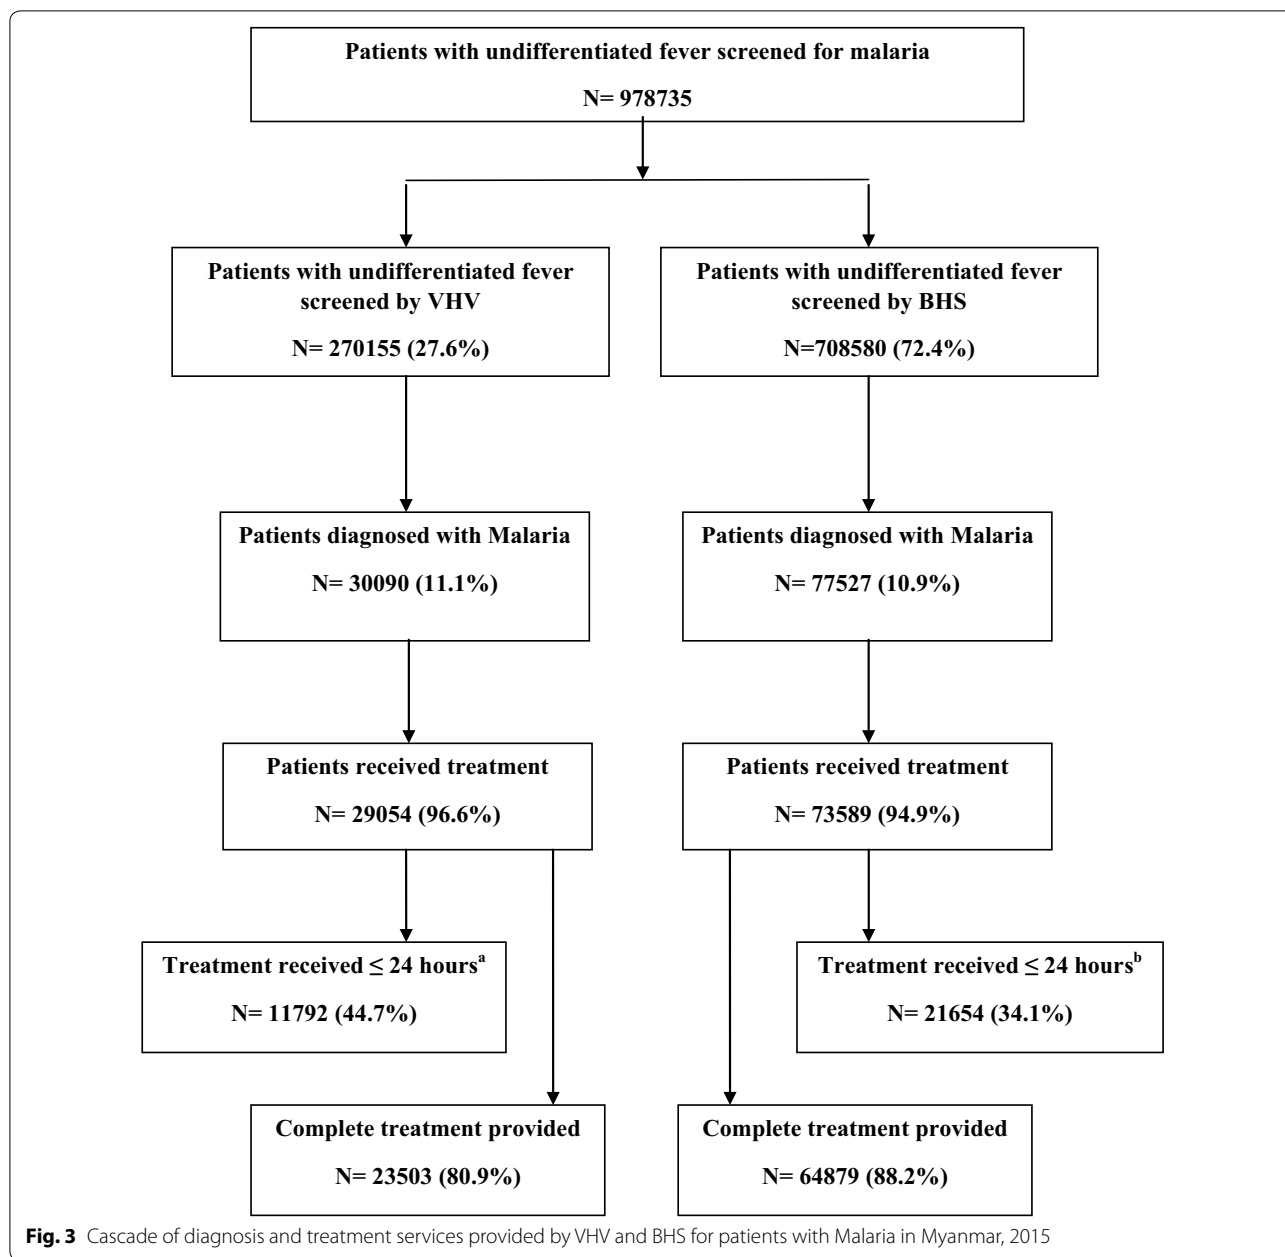 Patients with undifferentiated fever screened for malaria
N= 978735
Patients with undifferentiated fever
screened by VHV
N= 270155 (27.6%)
Patients with undifferentiated fever
screened by BHS
N=708580 (72.4%)
Patients diagnosed with Malaria
N= 30090 (11.1%)
Patients diagnosed with Malaria
N= 77527 (10.9%)
Patients received treatment
N= 29054 (96.6%)
Patients received treatment
N= 73589 (94.9%)
Treatment received ≤ 24 hoursᵃ
N= 11792 (44.7%)
Treatment received ≤ 24 hoursᵇ
N= 21654 (34.1%)
Complete treatment provided
N= 23503 (80.9%)
Complete treatment provided
N= 64879 (88.2%)
Fig. 3 Cascade of diagnosis and treatment services provided by VHV and BHS for patients with Malaria in Myanmar, 2015